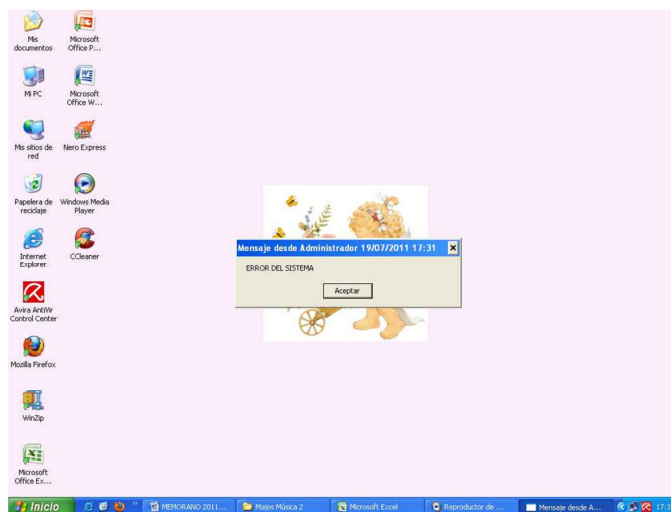 Mis
documentos
Microsoft
Office P...
Mi PC
Microsoft
Office W...
Mis sitios de
red
Nero Express
Papelera de
reciclaje
Windows Media
Player
Internet
Explorer
CCleaner
Avira AntiVir
Control Center
Mozilla Firefox
WinZip
Microsoft
Office Ex...
Mensaje desde Administrador 19/07/2011 17:31
ERROR DEL SISTEMA
Aceptar
Inicio
MEMORANO 2011...
Majos Música 2
Microsoft Excel
Reproductor de ...
Mensaje desde A...